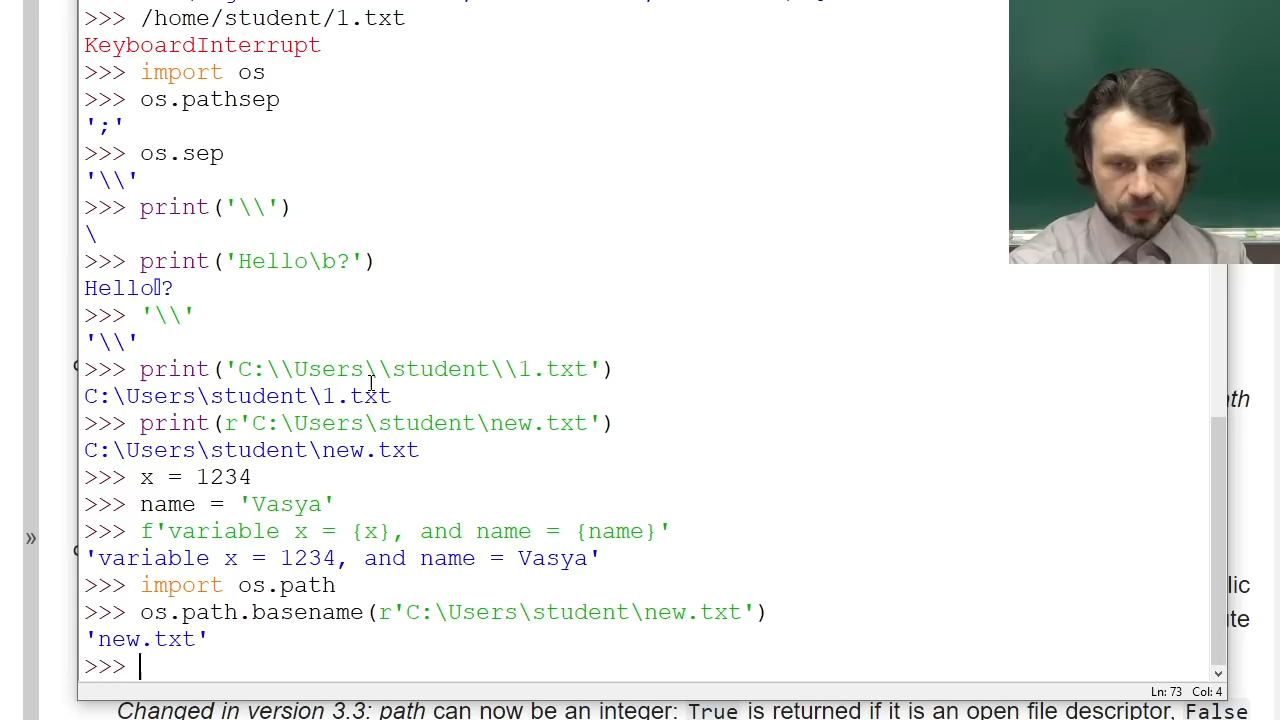 >>> /home/student/1.txt
KeyboardInterrupt
>>> import os
>>> os.pathsep
';'
>>> os.sep
'\\'
>>> print('\\')
\
>>> print('Hello\b?')
Hello▯?
>>> '\\'
'\\'
>>> print('C:\\Users\\student\\1.txt')
C:\Users\student\1.txt
>>> print(r'C:\Users\student\new.txt')
C:\Users\student\new.txt
>>> x = 1234
>>> name = 'Vasya'
>>> f'variable x = {x}, and name = {name}'
'variable x = 1234, and name = Vasya'
>>> import os.path
>>> os.path.basename(r'C:\Users\student\new.txt')
'new.txt'
>>>
Ln: 73 Col: 4
»
Changed in version 3.3: path can now be an integer: True is returned if it is an open file descriptor, False